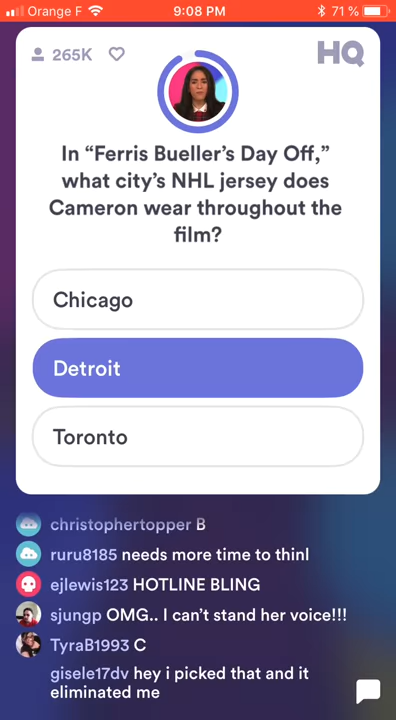 Orange F 9:08 PM 71 %
265K HQ
In “Ferris Bueller’s Day Off,”
what city’s NHL jersey does
Cameron wear throughout the
film?
Chicago
Detroit
Toronto
christophertopper B
ruru8185 needs more time to thinl
ejlewis123 HOTLINE BLING
sjungp OMG.. I can’t stand her voice!!!
TyraB1993 C
gisele17dv hey i picked that and it
eliminated me